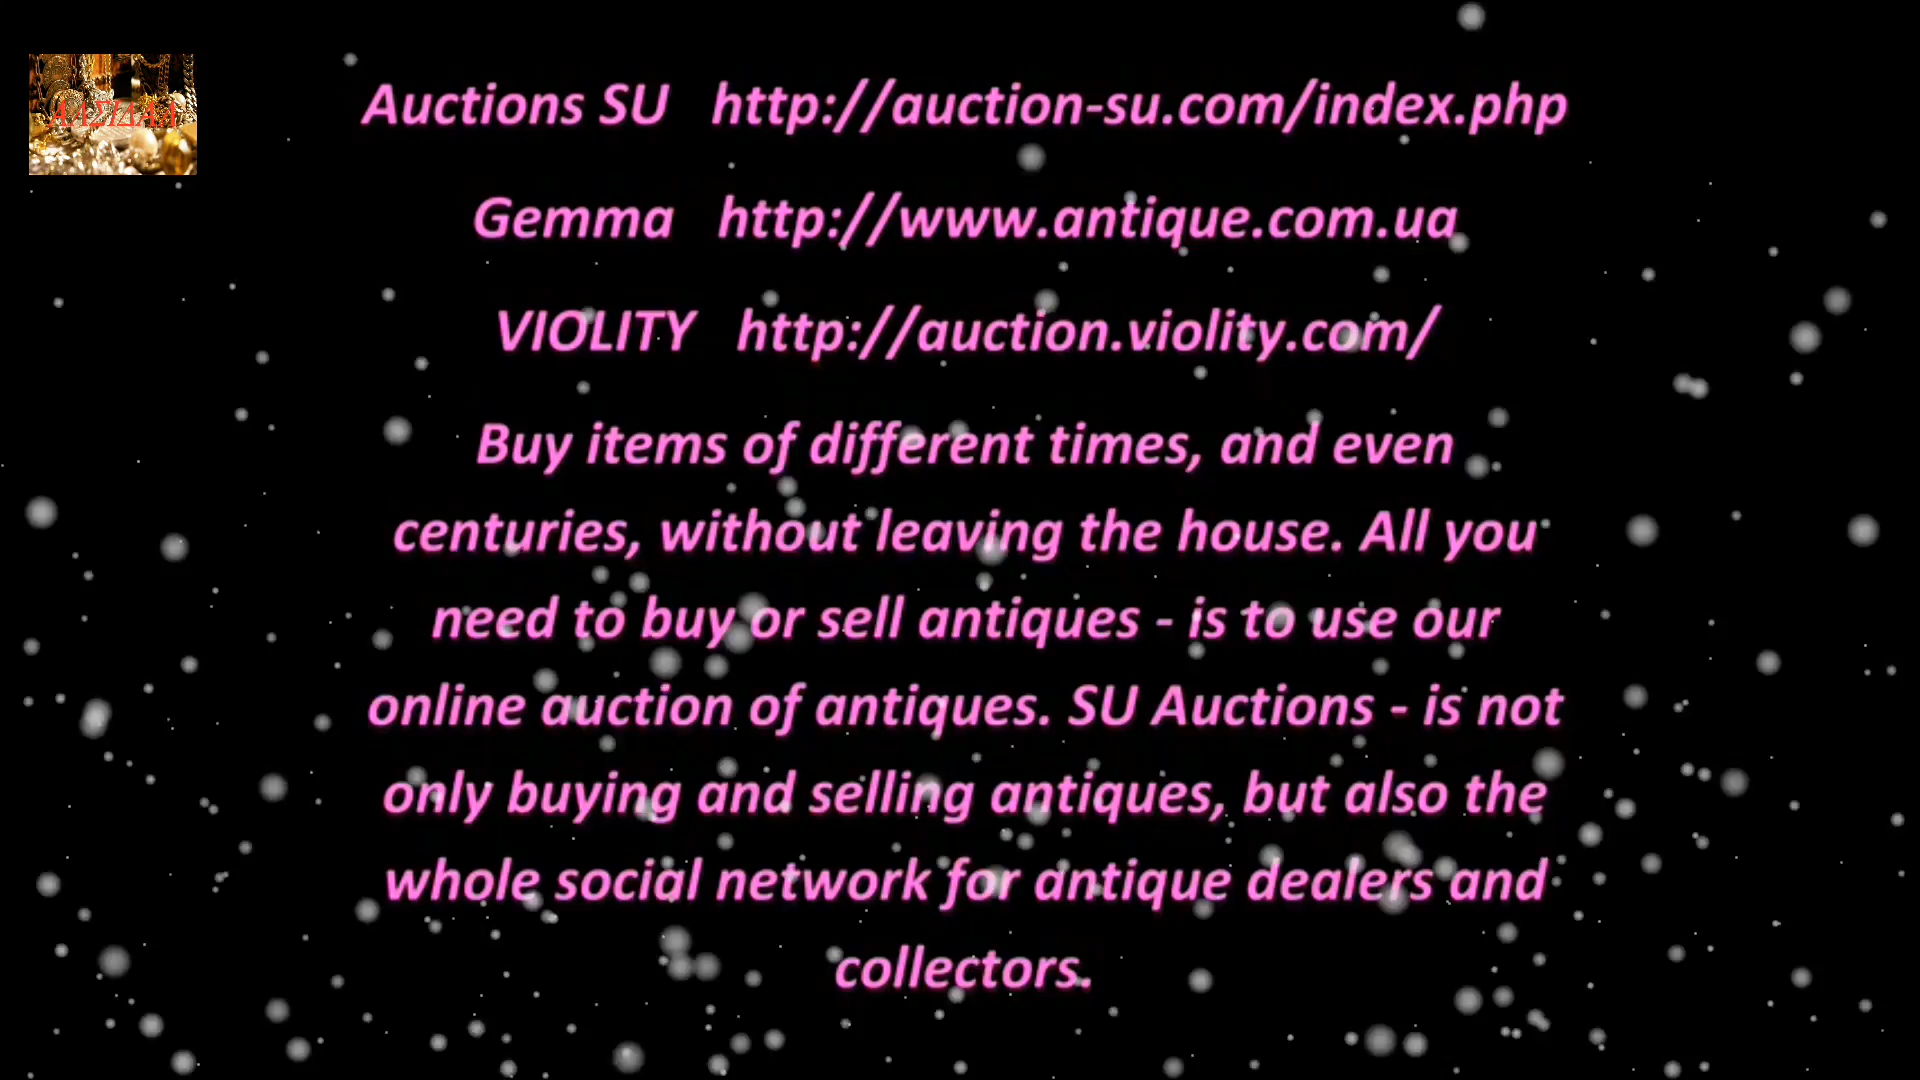 Auctions SU http://auction-su.com/index.php
Gemma http://www.antique.com.ua
VIOLITY http://auction.violity.com/
Buy items of different times, and even
centuries, without leaving the house. All you
need to buy or sell antiques - is to use our
online auction of antiques. SU Auctions - is not
only buying and selling antiques, but also the
whole social network for antique dealers and
collectors.